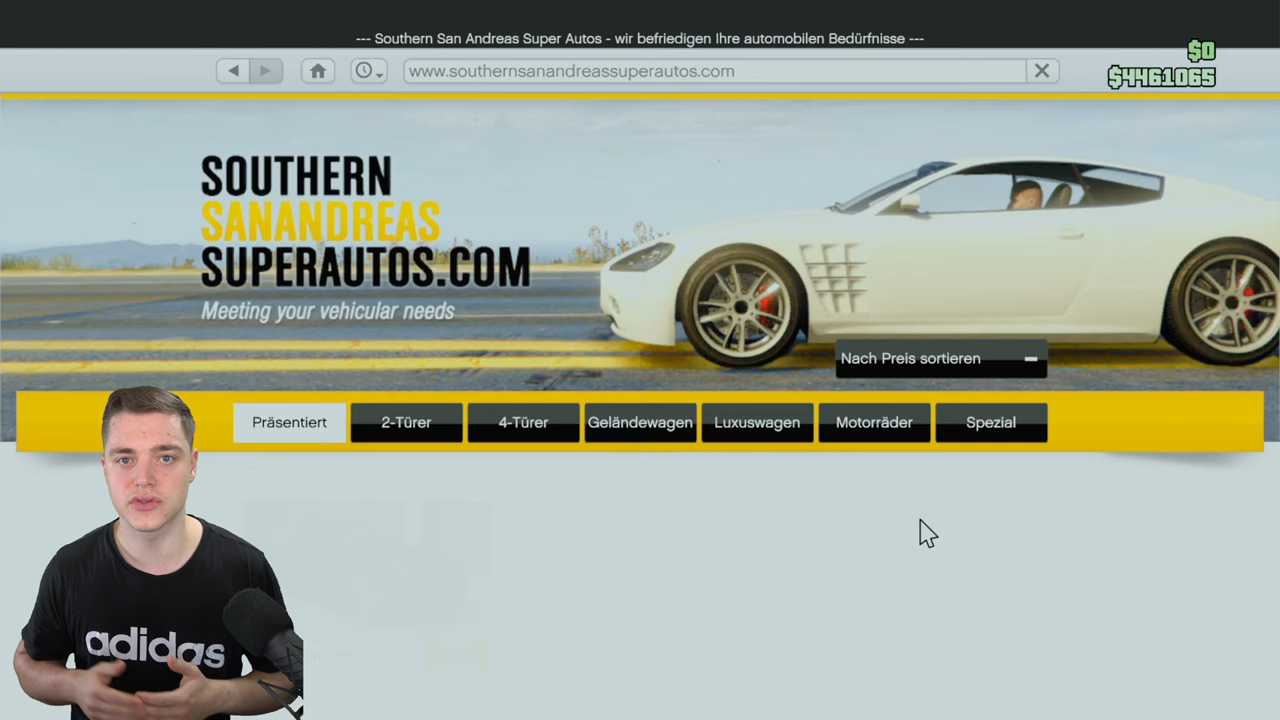 --- Southern San Andreas Super Autos - wir befriedigen Ihre automobilen Bedürfnisse ---
$0
www.southernsanandreassuperautos.com
$4461065
SOUTHERN
SANANDREAS
SUPERAUTOS.COM
Meeting your vehicular needs
Nach Preis sortieren
Präsentiert
2-Türer
4-Türer
Geländewagen
Luxuswagen
Motorräder
Spezial
adidas